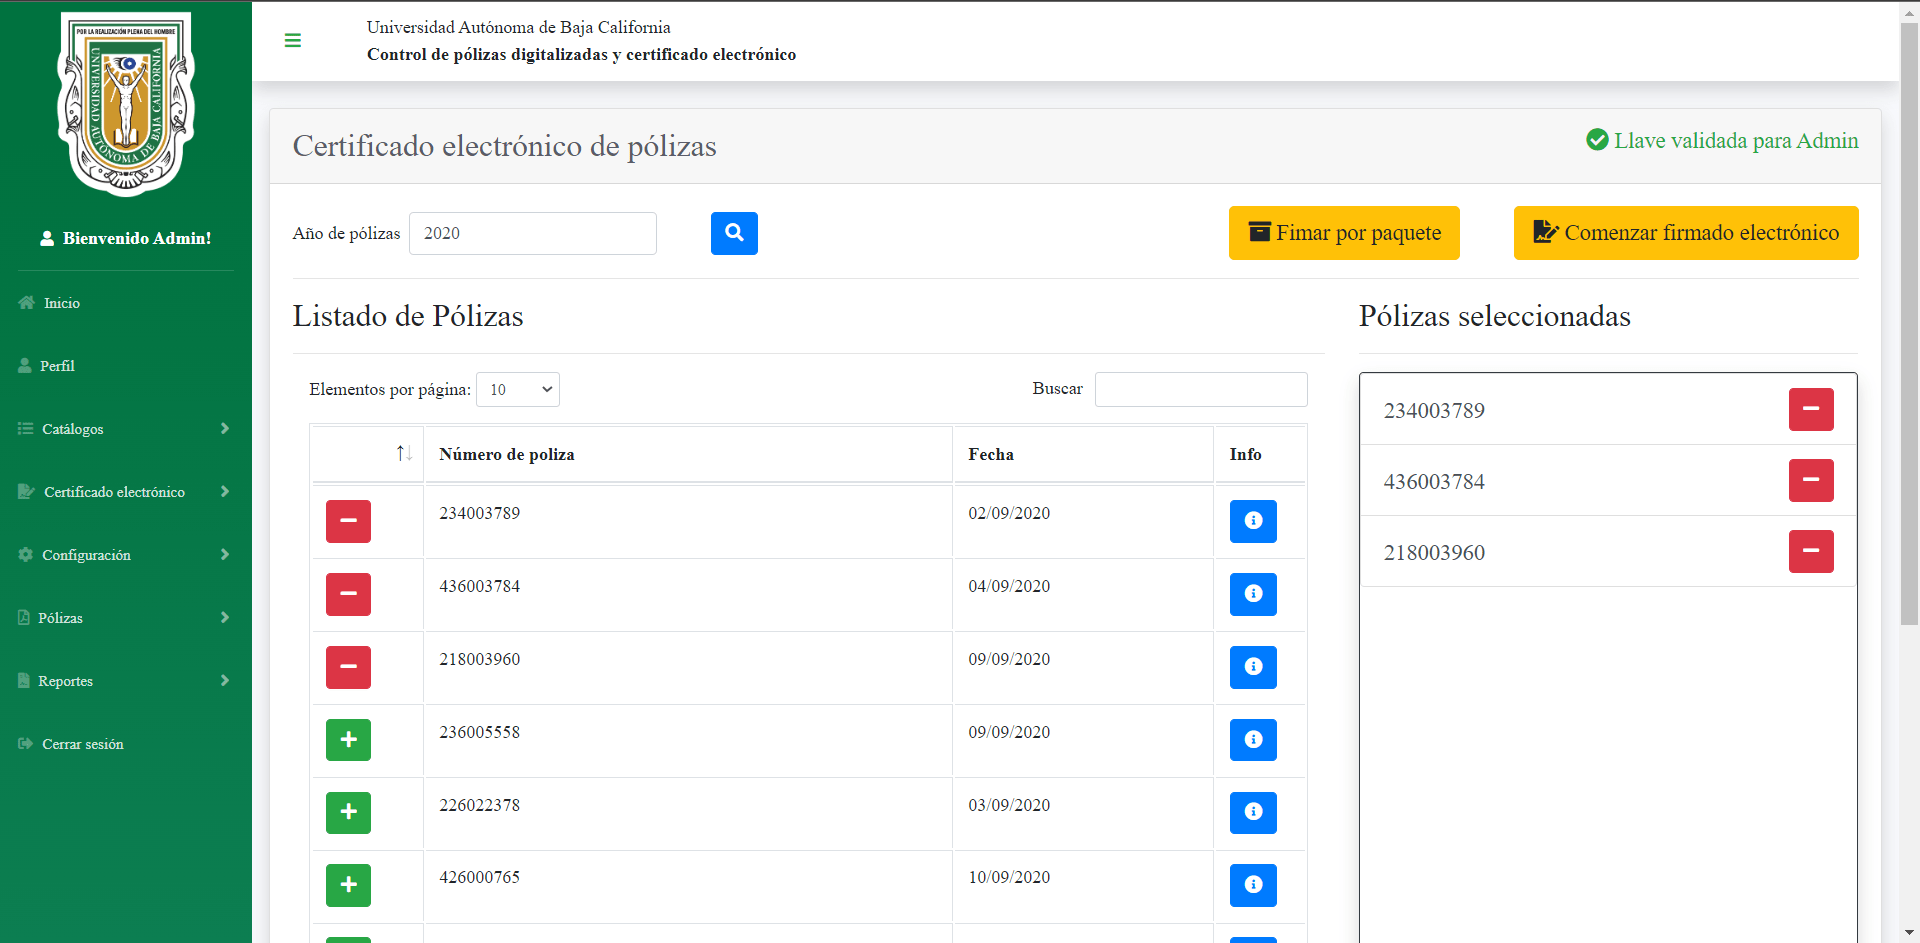 POR LA REALIZACIÓN PLENA DEL HOMBRE
UNIVERSIDAD AUTÓNOMA DE BAJA CALIFORNIA
Bienvenido Admin!
Inicio
Perfil
Catálogos
Certificado electrónico
Configuración
Pólizas
Reportes
Cerrar sesión
Universidad Autónoma de Baja California
Control de pólizas digitalizadas y certificado electrónico
Certificado electrónico de pólizas
Llave validada para Admin
Año de pólizas 2020
Fimar por paquete
Comenzar firmado electrónico
Listado de Pólizas
Elementos por página: 10
Buscar
Número de poliza Fecha Info
234003789 02/09/2020
436003784 04/09/2020
218003960 09/09/2020
236005558 09/09/2020
226022378 03/09/2020
426000765 10/09/2020
Pólizas seleccionadas
234003789
436003784
218003960